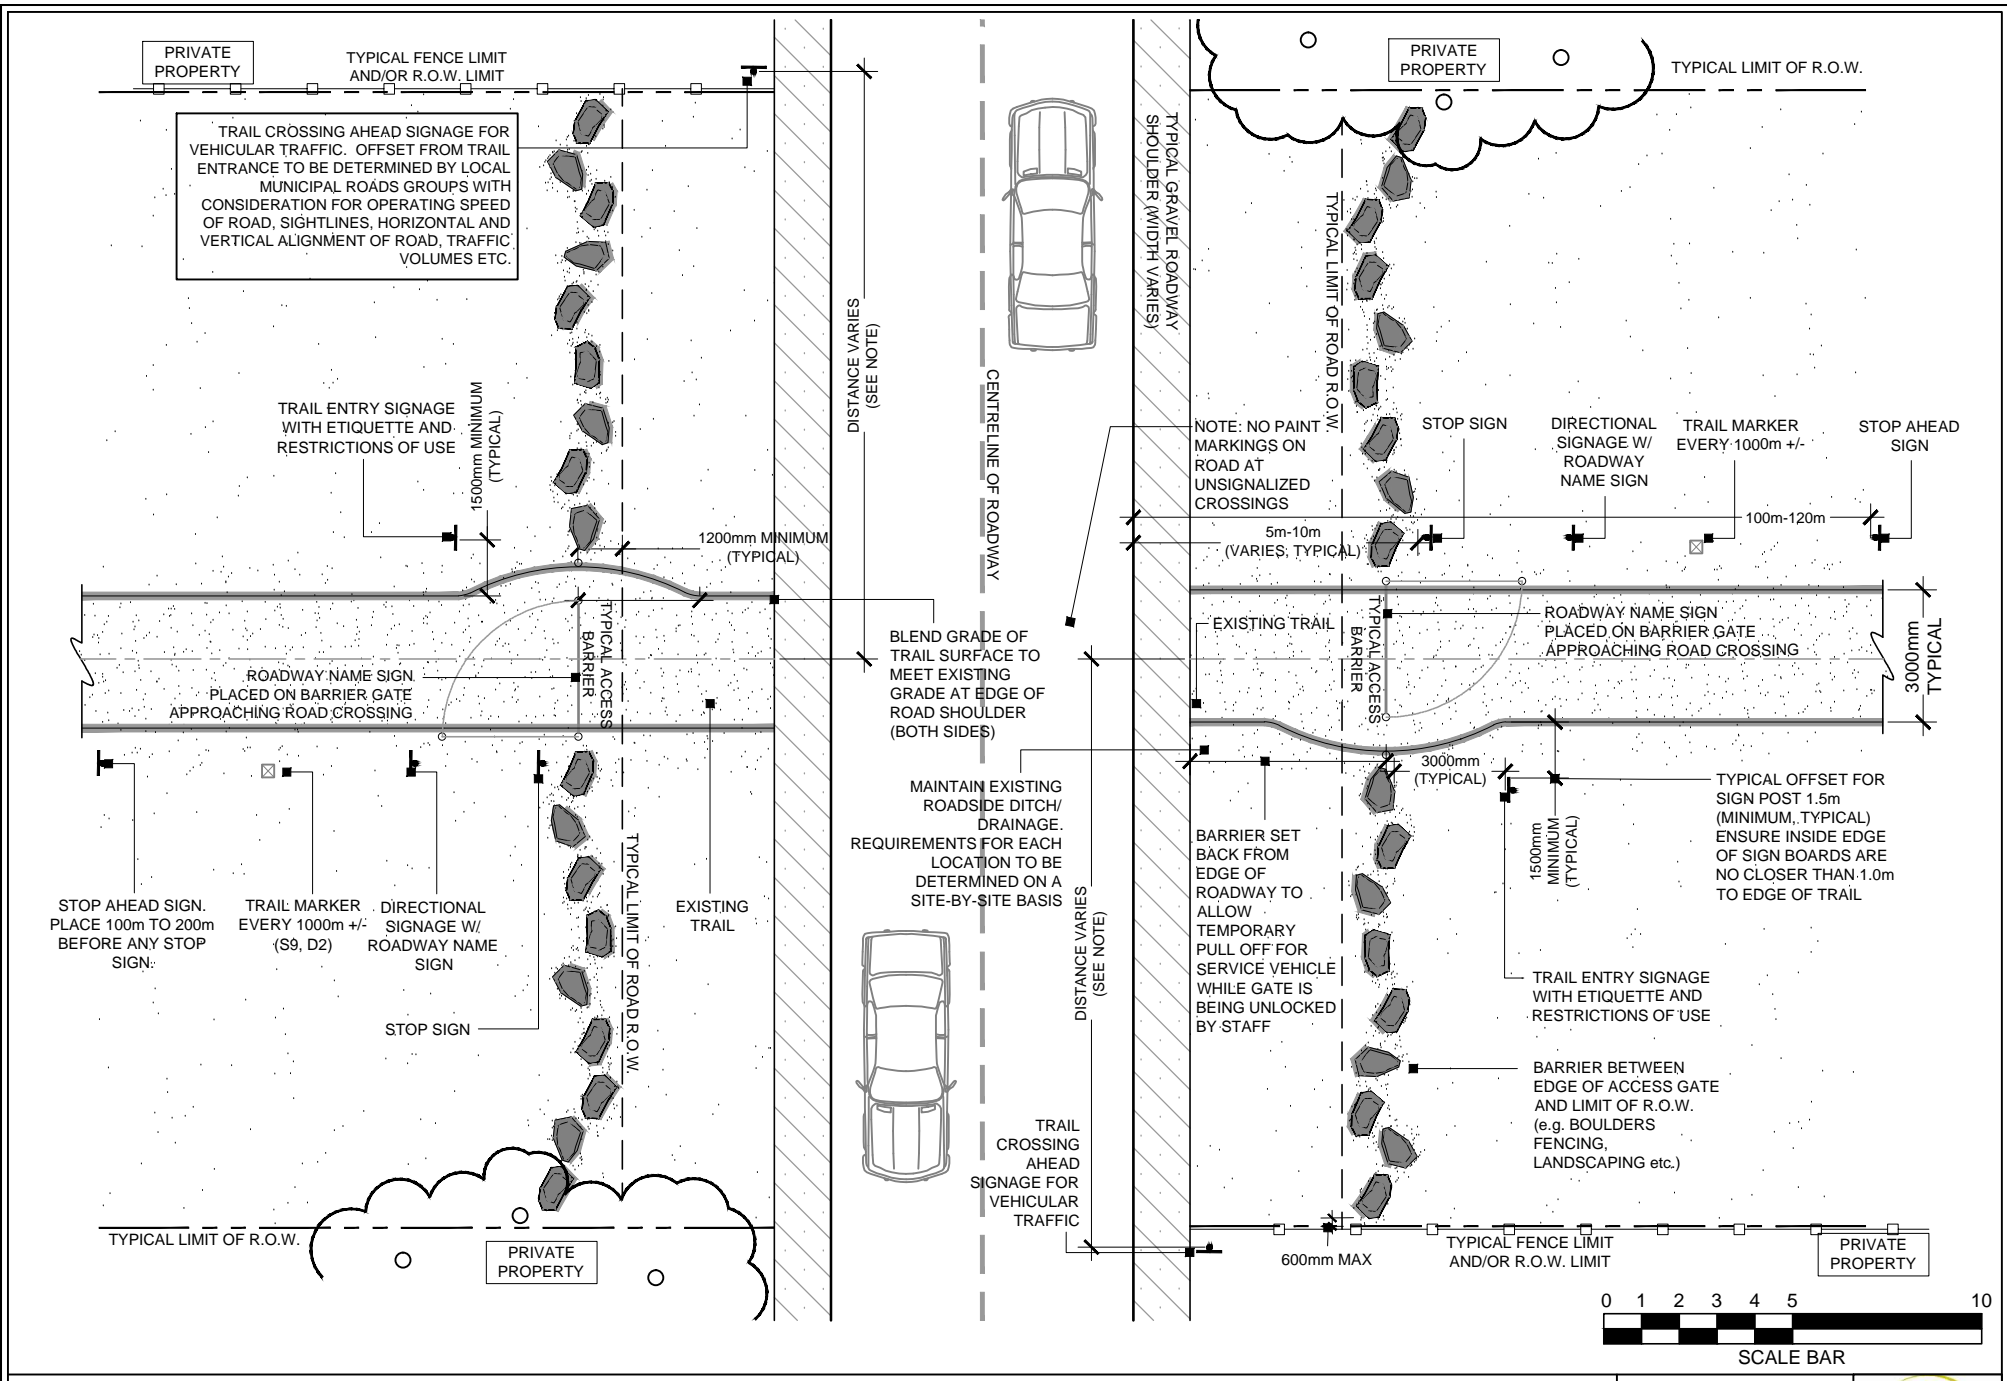 PRIVATE
PROPERTY
TYPICAL FENCE LIMIT
AND/OR R.O.W. LIMIT
TRAIL CROSSING AHEAD SIGNAGE FOR
VEHICULAR TRAFFIC. OFFSET FROM TRAIL
ENTRANCE TO BE DETERMINED BY LOCAL
MUNICIPAL ROADS GROUPS WITH
CONSIDERATION FOR OPERATING SPEED
OF ROAD, SIGHTLINES, HORIZONTAL AND
VERTICAL ALIGNMENT OF ROAD, TRAFFIC
VOLUMES ETC.
DISTANCE VARIES
(SEE NOTE)
CENTRELINE OF ROADWAY
TYPICAL GRAVEL ROADWAY
SHOULDER (WIDTH VARIES)
PRIVATE
PROPERTY
TYPICAL LIMIT OF R.O.W.
TYPICAL LIMIT OF ROAD R.O.W.
TRAIL ENTRY SIGNAGE
WITH ETIQUETTE AND
RESTRICTIONS OF USE
1500mm MINIMUM
(TYPICAL)
1200mm MINIMUM
(TYPICAL)
NOTE: NO PAINT
MARKINGS ON
ROAD AT
UNSIGNALIZED
CROSSINGS
STOP SIGN
DIRECTIONAL
SIGNAGE W/
ROADWAY
NAME SIGN
TRAIL MARKER
EVERY 1000m +/-
STOP AHEAD
SIGN
100m-120m
5m-10m
(VARIES, TYPICAL)
TYPICAL ACCESS
BARRIER
ROADWAY NAME SIGN
PLACED ON BARRIER GATE
APPROACHING ROAD CROSSING
BLEND GRADE OF
TRAIL SURFACE TO
MEET EXISTING
GRADE AT EDGE OF
ROAD SHOULDER
(BOTH SIDES)
EXISTING TRAIL
TYPICAL ACCESS
BARRIER
ROADWAY NAME SIGN
PLACED ON BARRIER GATE
APPROACHING ROAD CROSSING
3000mm
TYPICAL
STOP AHEAD SIGN.
PLACE 100m TO 200m
BEFORE ANY STOP
SIGN.
TRAIL MARKER
EVERY 1000m +/-
(S9, D2)
DIRECTIONAL
SIGNAGE W/
ROADWAY NAME
SIGN
STOP SIGN
TYPICAL LIMIT OF ROAD R.O.W.
EXISTING
TRAIL
MAINTAIN EXISTING
ROADSIDE DITCH/
DRAINAGE.
REQUIREMENTS FOR EACH
LOCATION TO BE
DETERMINED ON A
SITE-BY-SITE BASIS
DISTANCE VARIES
(SEE NOTE)
3000mm
(TYPICAL)
1500mm
MINIMUM
(TYPICAL)
TYPICAL OFFSET FOR
SIGN POST 1.5m
(MINIMUM, TYPICAL)
ENSURE INSIDE EDGE
OF SIGN BOARDS ARE
NO CLOSER THAN 1.0m
TO EDGE OF TRAIL
BARRIER SET
BACK FROM
EDGE OF
ROADWAY TO
ALLOW
TEMPORARY
PULL OFF FOR
SERVICE VEHICLE
WHILE GATE IS
BEING UNLOCKED
BY STAFF
TRAIL ENTRY SIGNAGE
WITH ETIQUETTE AND
RESTRICTIONS OF USE
BARRIER BETWEEN
EDGE OF ACCESS GATE
AND LIMIT OF R.O.W.
(e.g. BOULDERS
FENCING,
LANDSCAPING etc.)
TRAIL
CROSSING
AHEAD
SIGNAGE FOR
VEHICULAR
TRAFFIC
TYPICAL LIMIT OF R.O.W.
PRIVATE
PROPERTY
600mm MAX
TYPICAL FENCE LIMIT
AND/OR R.O.W. LIMIT
PRIVATE
PROPERTY
0 1 2 3 4 5 10
SCALE BAR